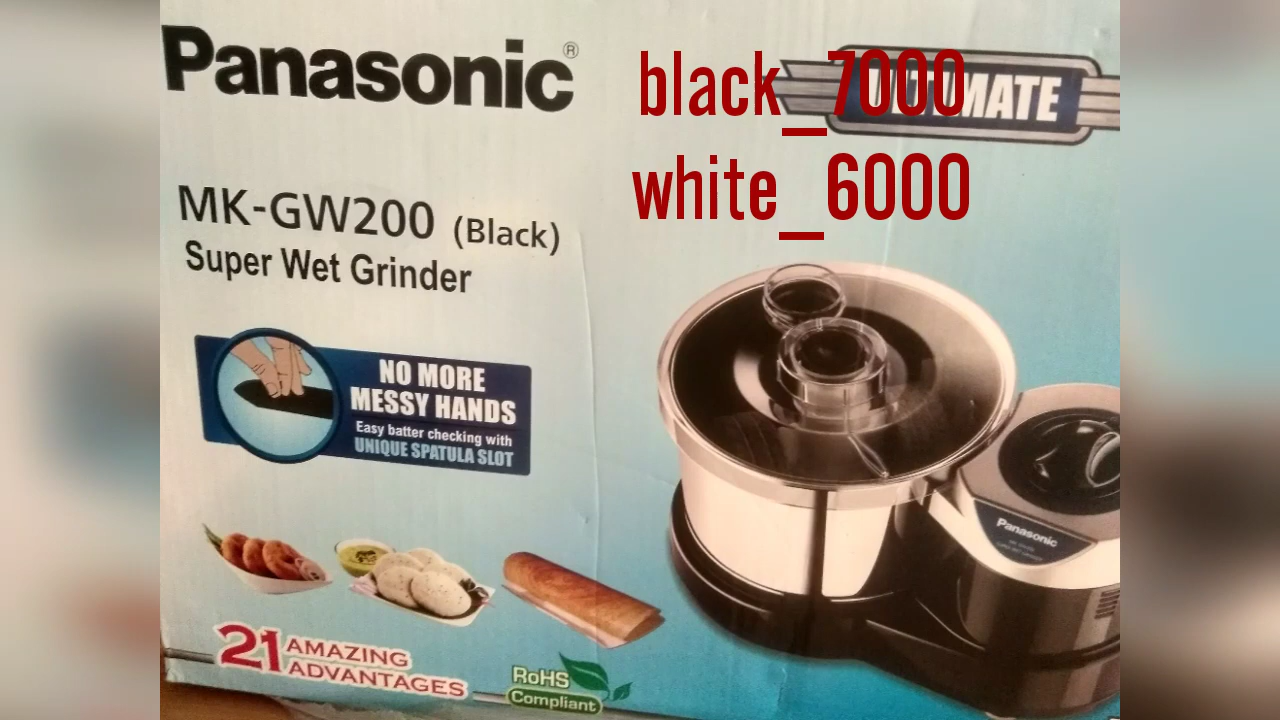 Panasonic®
black_7000
ULTIMATE
white_6000
MK-GW200 (Black)
Super Wet Grinder
NO MORE
MESSY HANDS
Easy batter checking with
UNIQUE SPATULA SLOT
Panasonic
21 AMAZING
ADVANTAGES
RoHS
Compliant